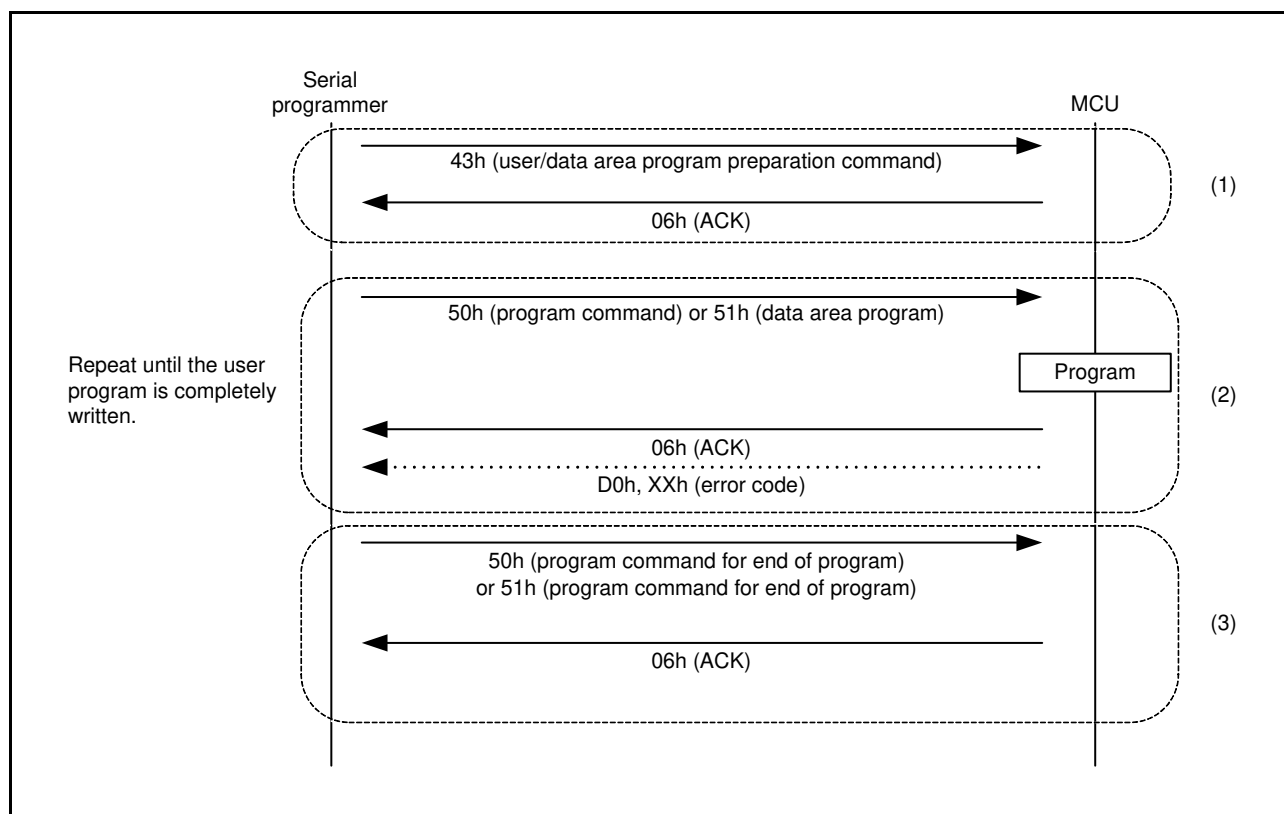 Serial
programmer
MCU
43h (user/data area program preparation command)
(1)
06h (ACK)
50h (program command) or 51h (data area program)
Repeat until the user
program is completely
written.
Program
(2)
06h (ACK)
D0h, XXh (error code)
50h (program command for end of program)
or 51h (program command for end of program)
(3)
06h (ACK)